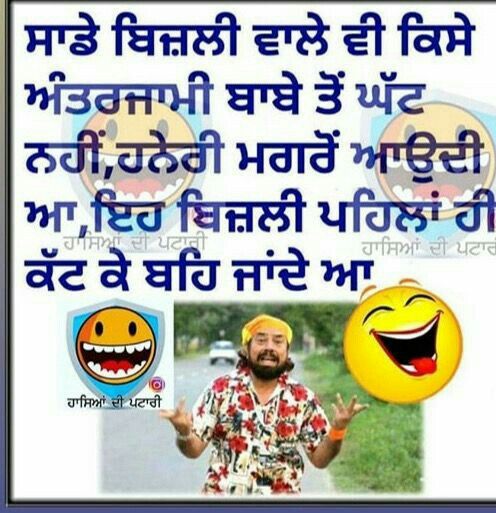 ਸਾਡੇ ਬਿਜ਼ਲੀ ਵਾਲੇ ਵੀ ਕਿਸੇ
ਅੰਤਰਜਾਮੀ ਬਾਬੇ ਤੋਂ ਘੱਟ
ਨਹੀਂ,ਹਨੇਰੀ ਮਗਰੋਂ ਆਉਦੀ
ਆ,ਇਹ ਬਿਜ਼ਲੀ ਪਹਿਲਾਂ ਹੀ
ਹਾਸਿਆਂ ਦੀ ਪਟਾਰੀ
ਹਾਸਿਆਂ ਦੀ ਪਟਾਰੀ
ਕੱਟ ਕੇ ਬਹਿ ਜਾਂਦੇ ਆ
ਹਾਸਿਆਂ ਦੀ ਪਟਾਰੀ